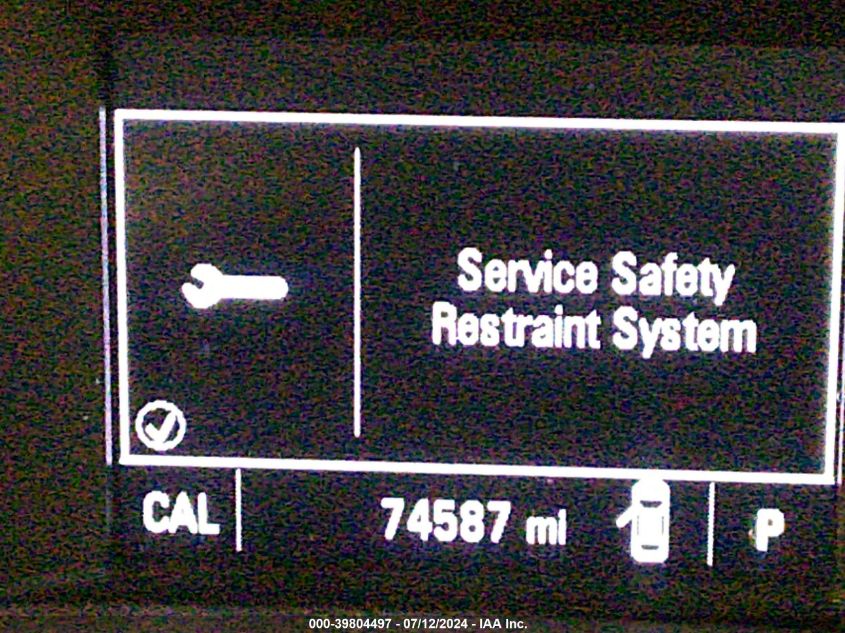 Service Safety
Restraint System
CAL 74587 mi P
000-39804497 - 07/12/2024 - IAA Inc.